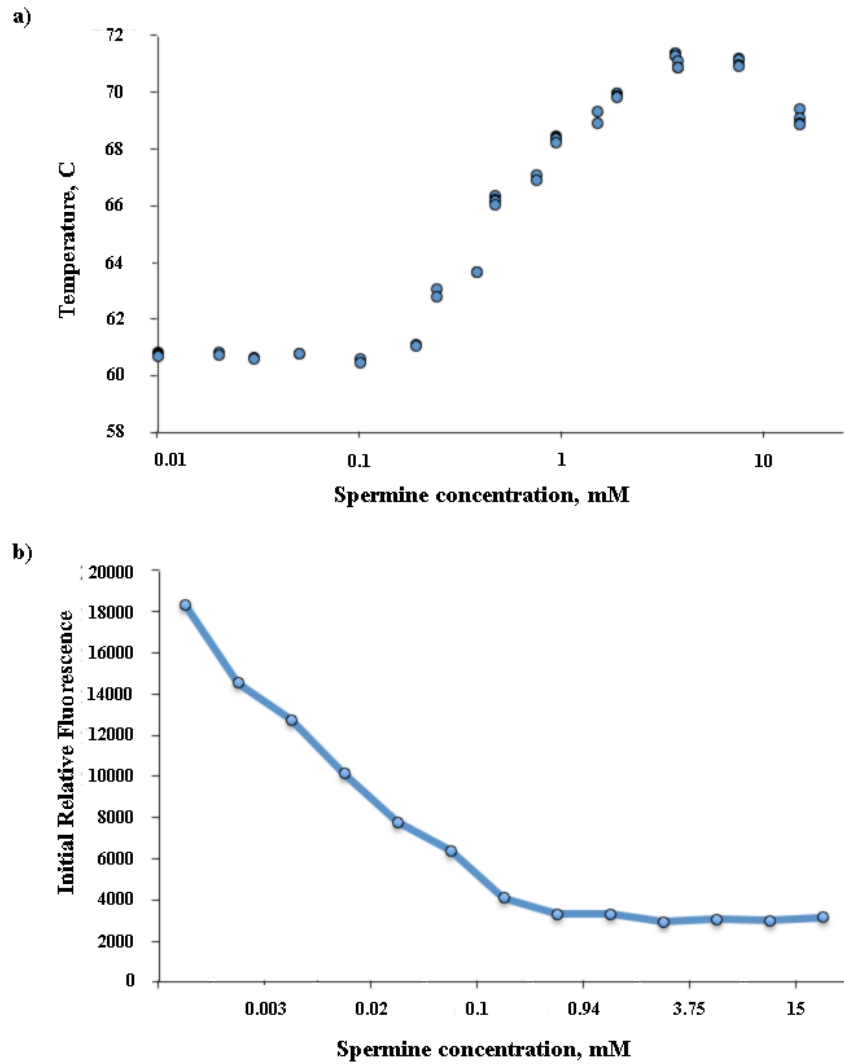 a)
72
70
68
66
64
62
60
58
Temperature, C
0.01 0.1 1 10
Spermine concentration, mM
b)
20000
18000
16000
14000
12000
10000
8000
6000
4000
2000
0
Initial Relative Fluorescence
0.003 0.02 0.1 0.94 3.75 15
Spermine concentration, mM